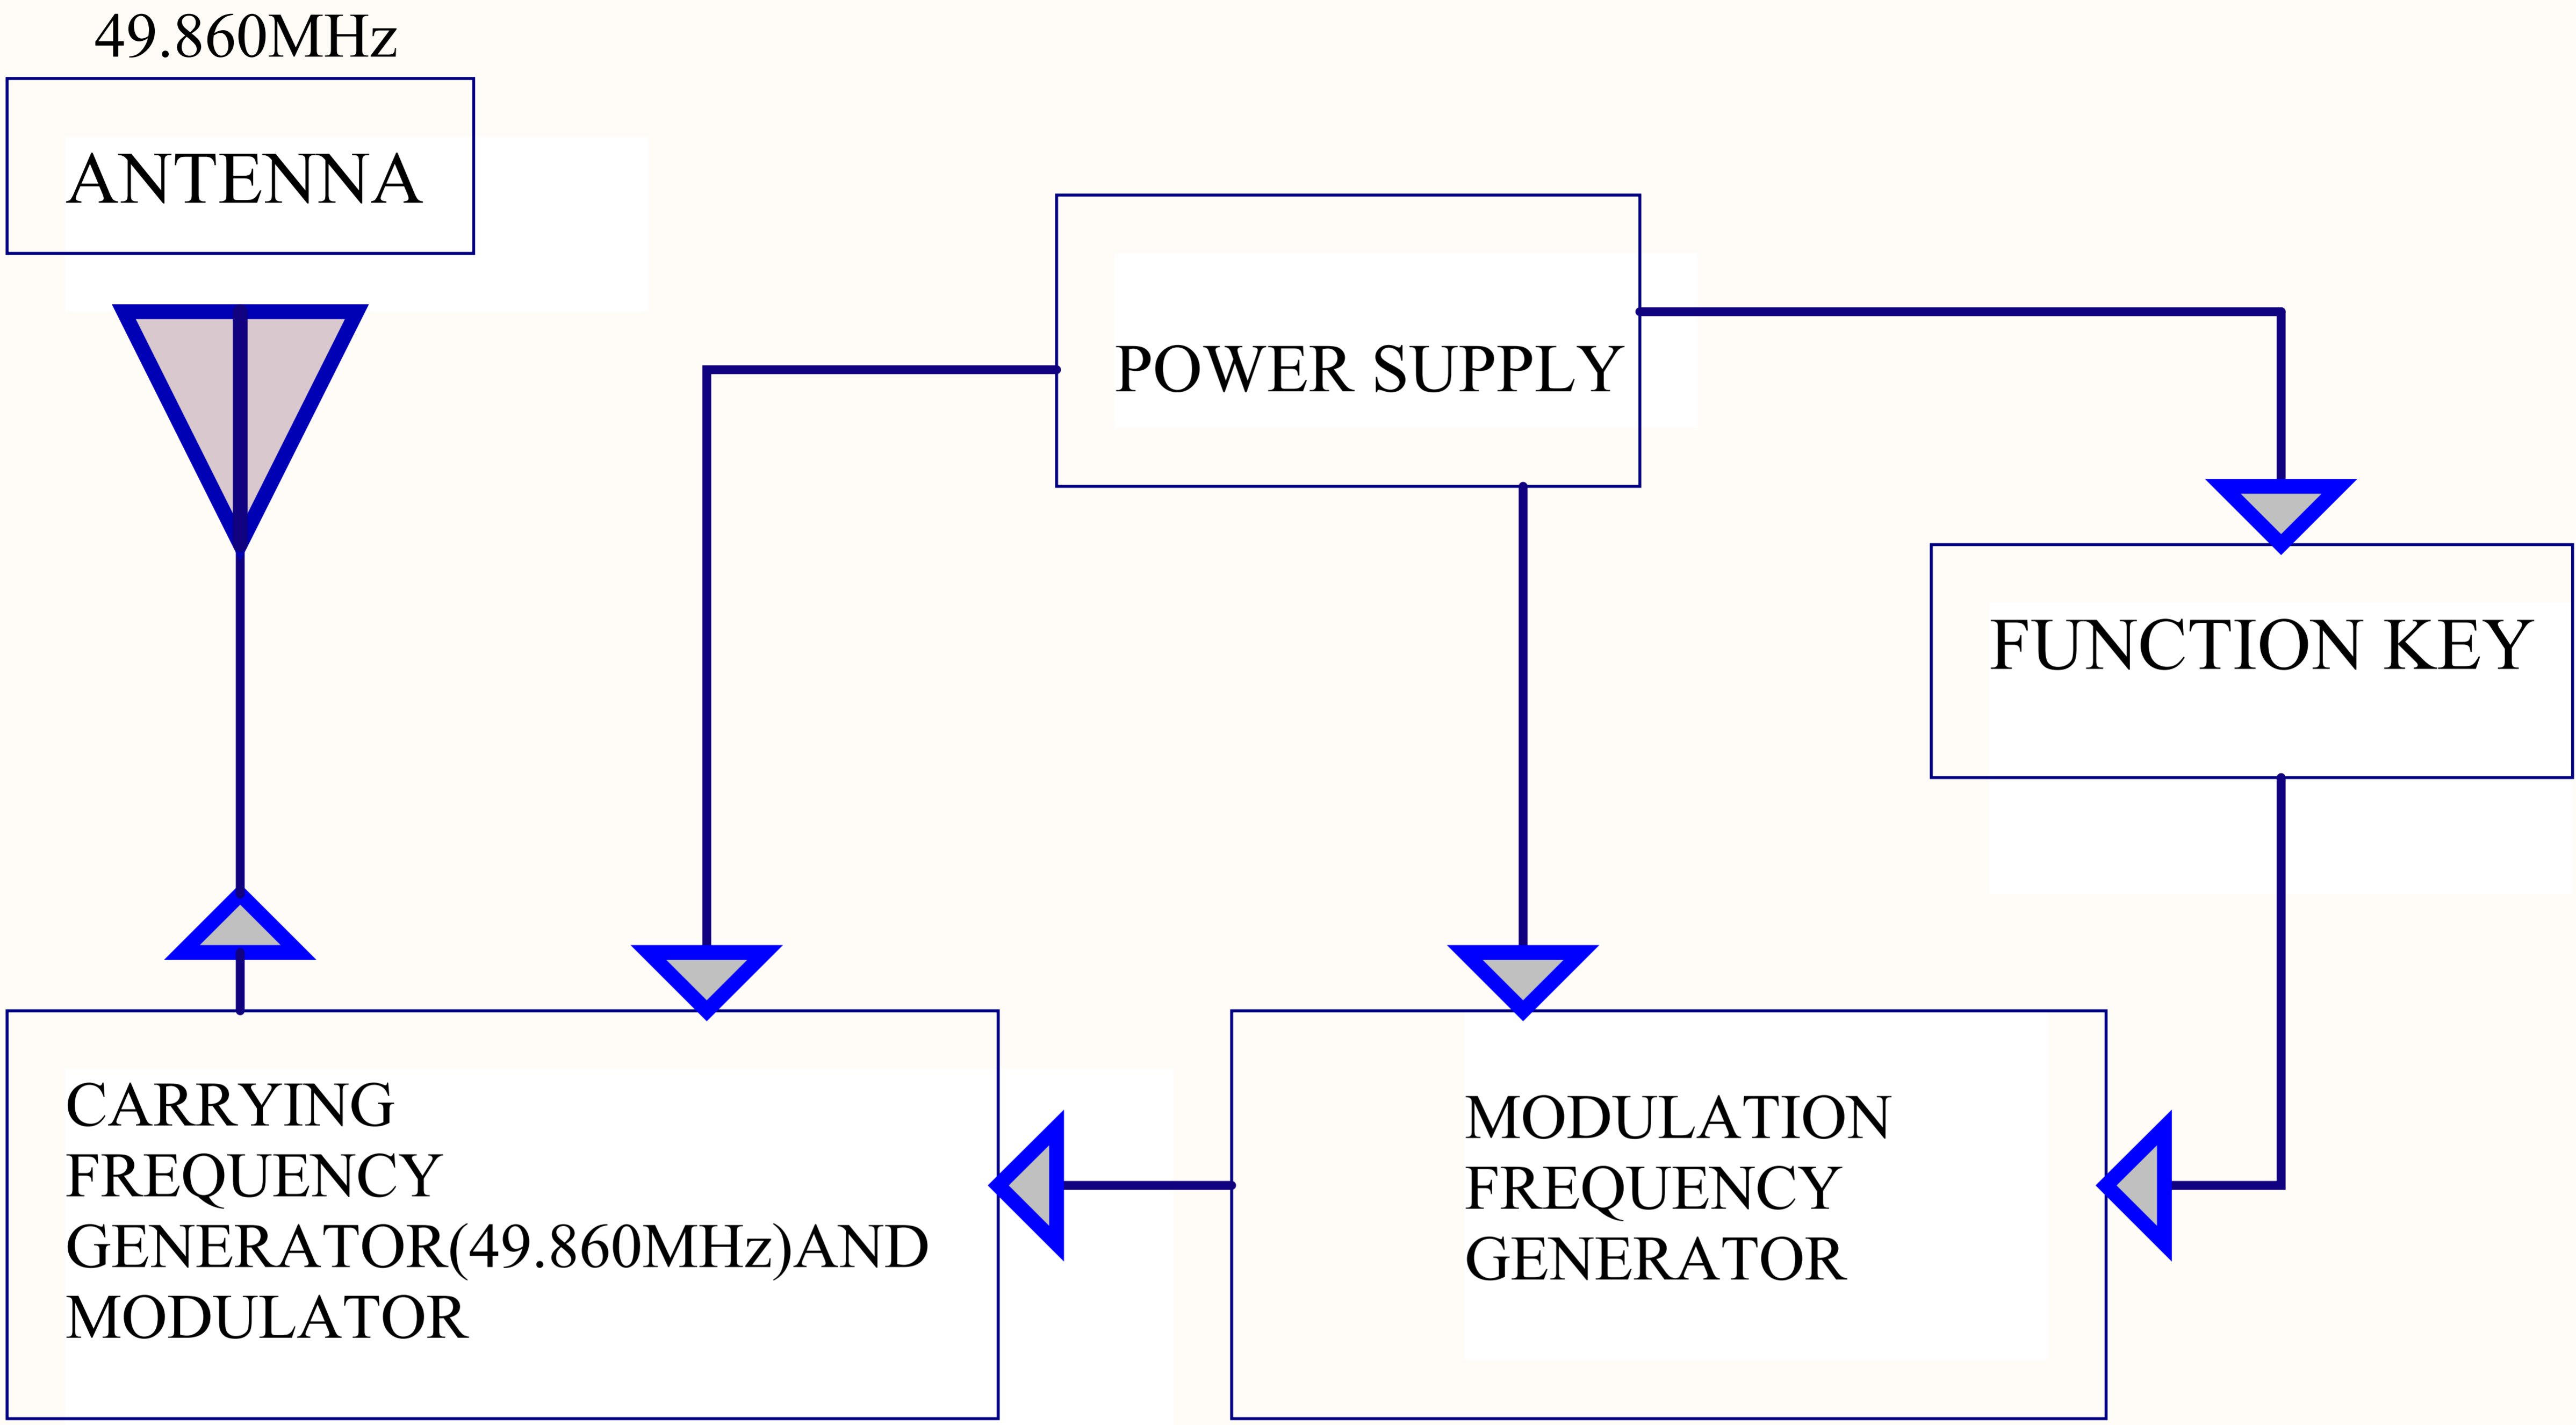 49.860MHz
ANTENNA
POWER SUPPLY
FUNCTION KEY
CARRYING
FREQUENCY
GENERATOR(49.860MHz)AND
MODULATOR
MODULATION
FREQUENCY
GENERATOR